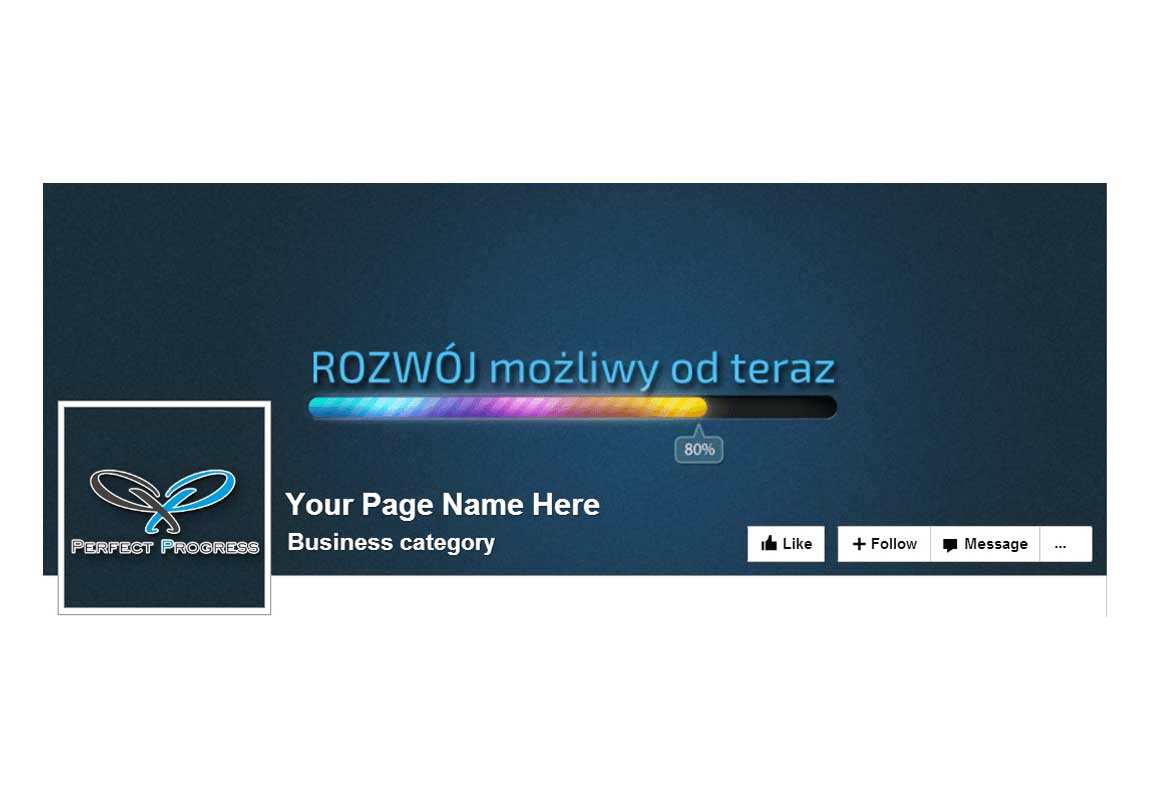 ROZWÓJ możliwy od teraz
80%
PERFECT PROGRESS
Your Page Name Here
Business category
Like
Follow
Message
...